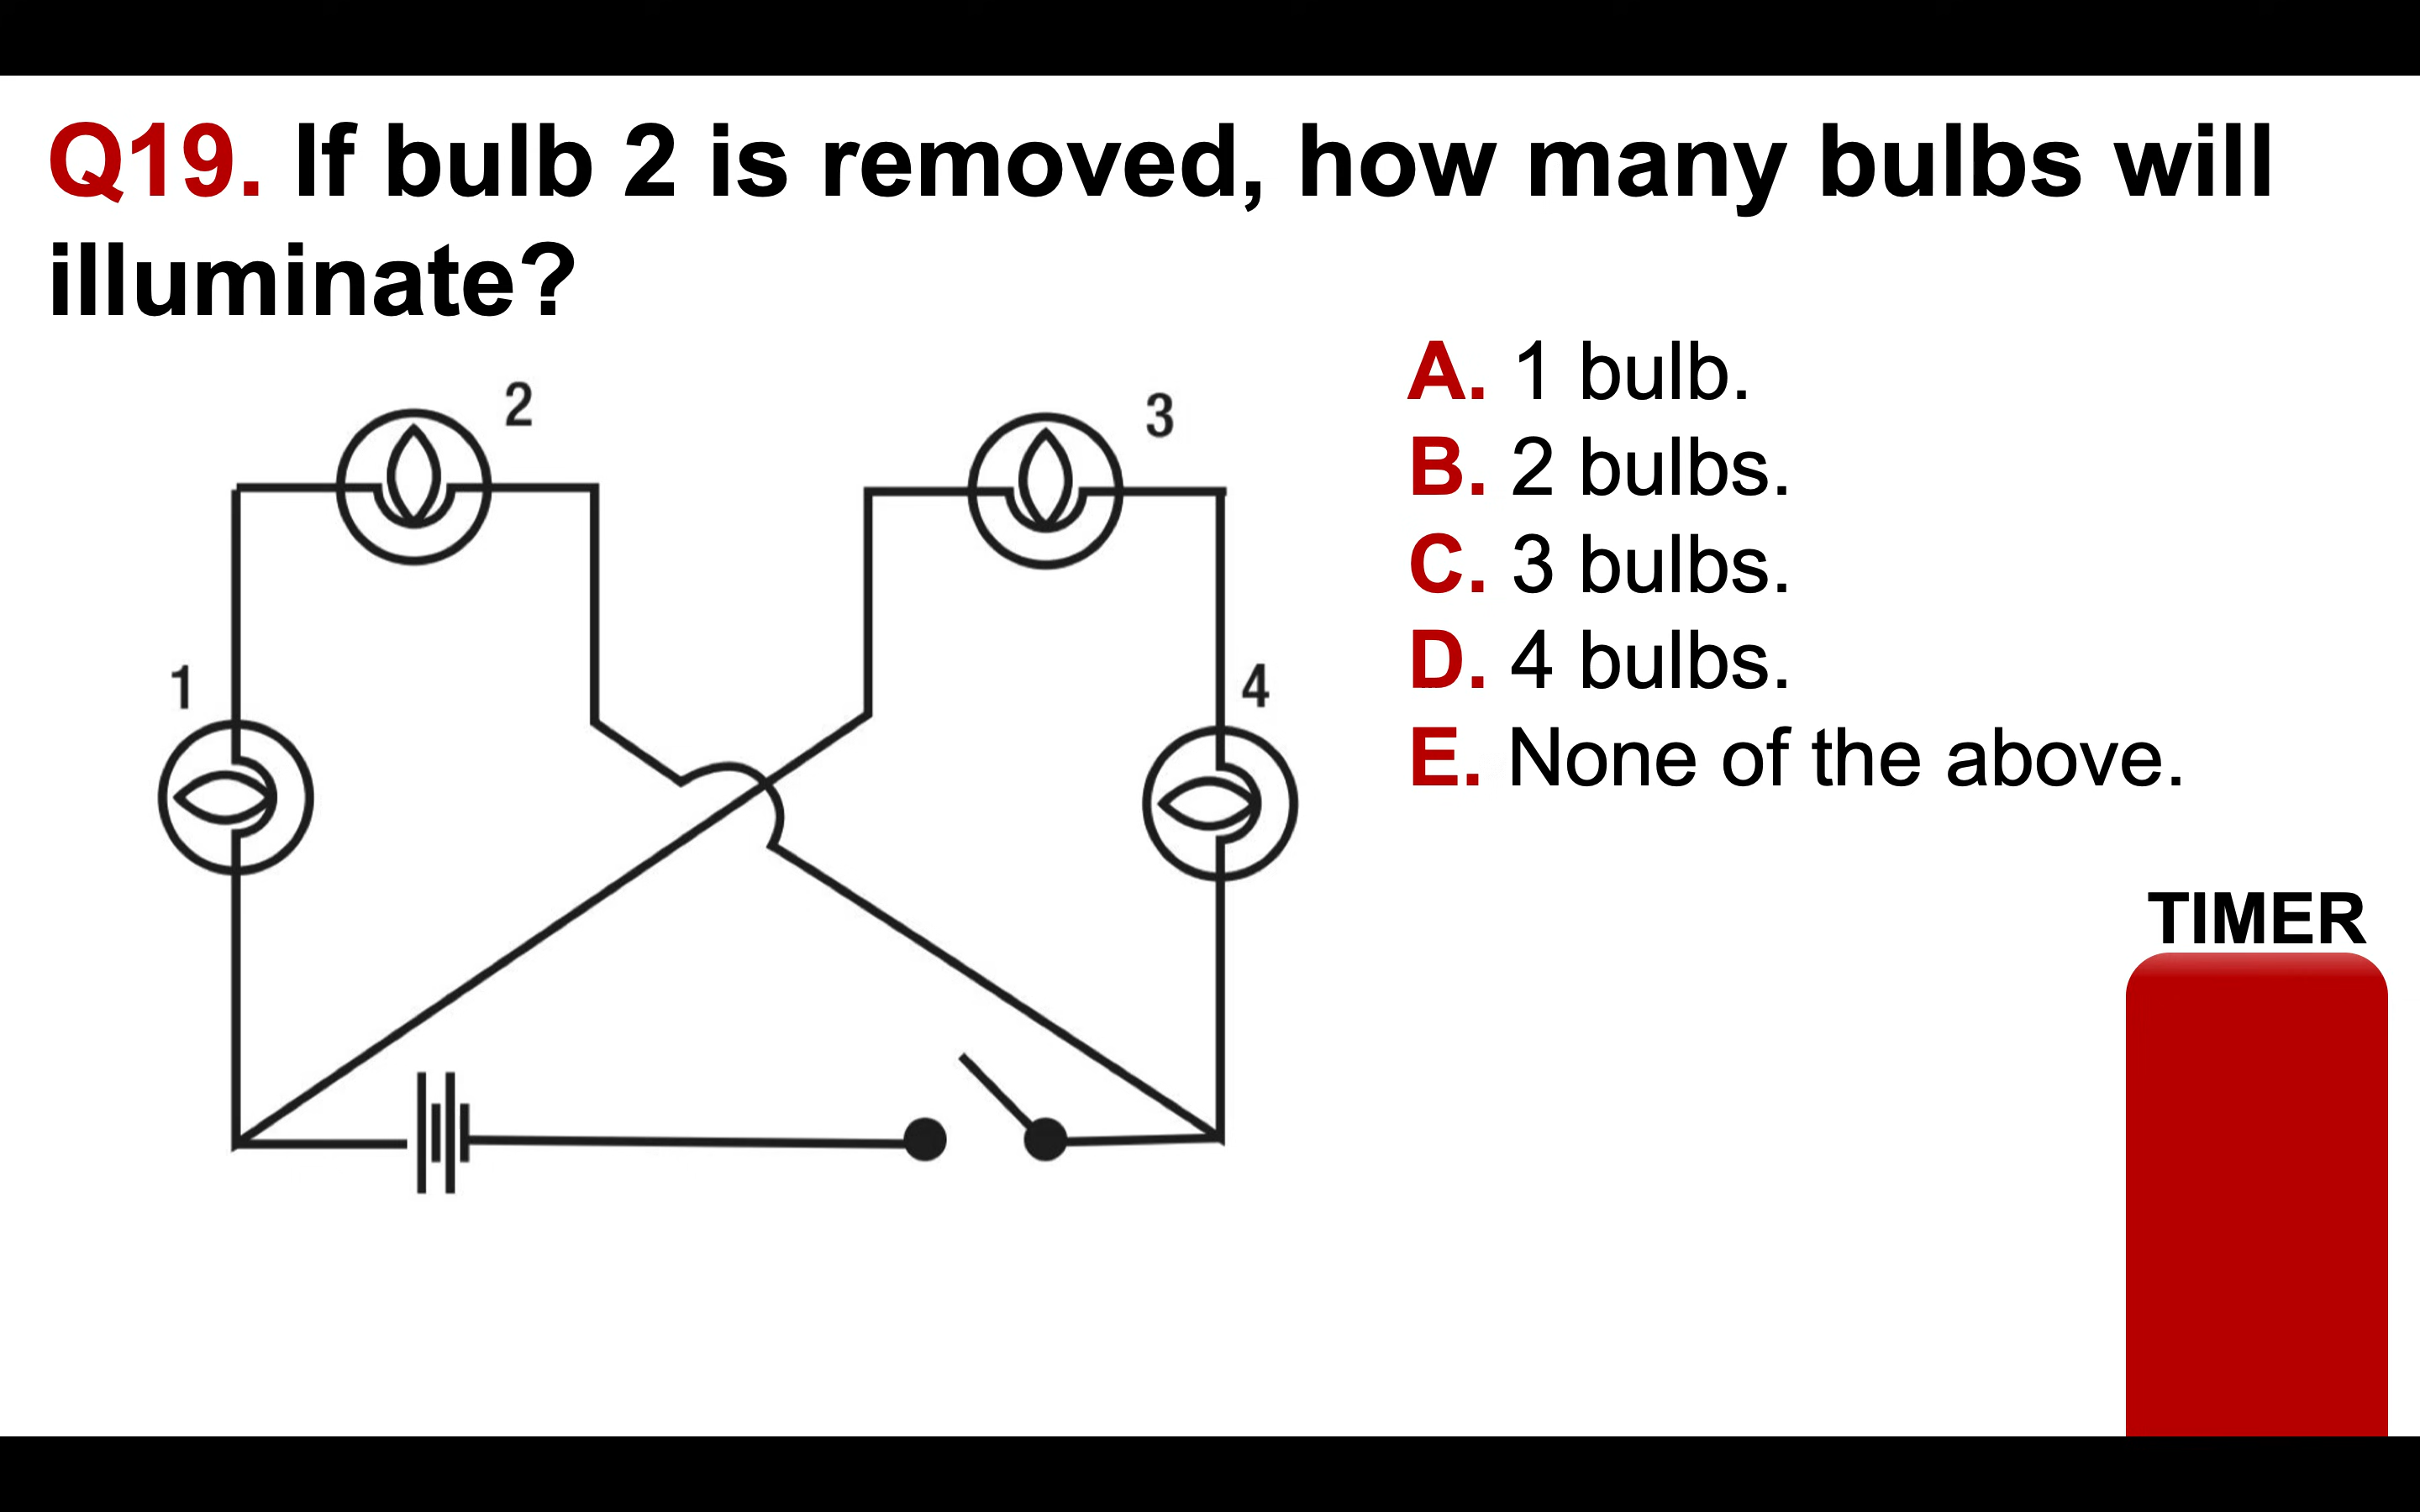 Q19. If bulb 2 is removed, how many bulbs will
illuminate?
2
3
1
4
A. 1 bulb.
B. 2 bulbs.
C. 3 bulbs.
D. 4 bulbs.
E. None of the above.
TIMER